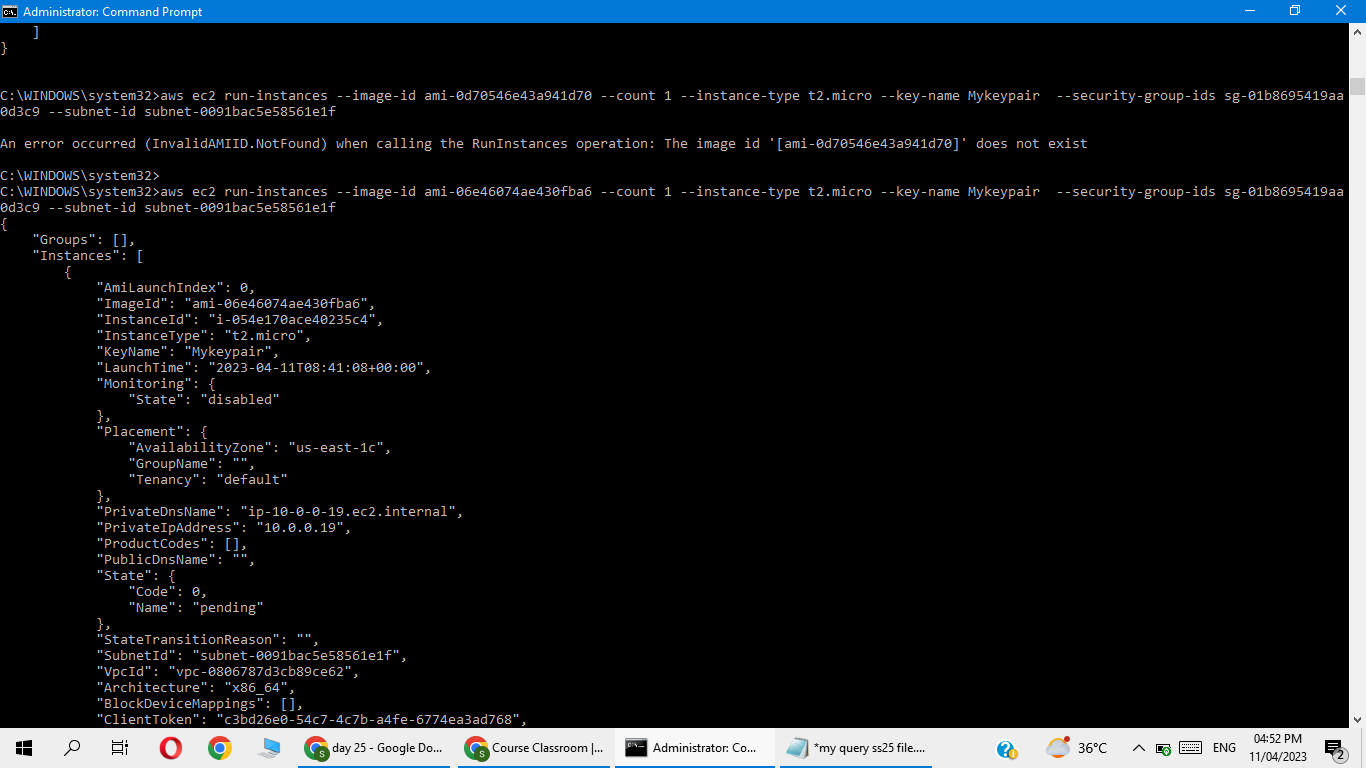 Administrator: Command Prompt
    ]
}
C:\WINDOWS\system32>aws ec2 run-instances --image-id ami-0d70546e43a941d70 --count 1 --instance-type t2.micro --key-name Mykeypair  --security-group-ids sg-01b8695419aa
0d3c9 --subnet-id subnet-0091bac5e58561e1f
An error occurred (InvalidAMIID.NotFound) when calling the RunInstances operation: The image id '[ami-0d70546e43a941d70]' does not exist
C:\WINDOWS\system32>
C:\WINDOWS\system32>aws ec2 run-instances --image-id ami-06e46074ae430fba6 --count 1 --instance-type t2.micro --key-name Mykeypair  --security-group-ids sg-01b8695419aa
0d3c9 --subnet-id subnet-0091bac5e58561e1f
{
    "Groups": [],
    "Instances": [
        {
            "AmiLaunchIndex": 0,
            "ImageId": "ami-06e46074ae430fba6",
            "InstanceId": "i-054e170ace40235c4",
            "InstanceType": "t2.micro",
            "KeyName": "Mykeypair",
            "LaunchTime": "2023-04-11T08:41:08+00:00",
            "Monitoring": {
                "State": "disabled"
            },
            "Placement": {
                "AvailabilityZone": "us-east-1c",
                "GroupName": "",
                "Tenancy": "default"
            },
            "PrivateDnsName": "ip-10-0-0-19.ec2.internal",
            "PrivateIpAddress": "10.0.0.19",
            "ProductCodes": [],
            "PublicDnsName": "",
            "State": {
                "Code": 0,
                "Name": "pending"
            },
            "StateTransitionReason": "",
            "SubnetId": "subnet-0091bac5e58561e1f",
            "VpcId": "vpc-0806787d3cb89ce62",
            "Architecture": "x86_64",
            "BlockDeviceMappings": [],
            "ClientToken": "c3bd26e0-54c7-4c7b-a4fe-6774ea3ad768",
S day 25 - Google Do...
S Course Classroom |...
Administrator: Co...
*my query ss25 file....
36°C
ENG
04:52 PM
11/04/2023
2